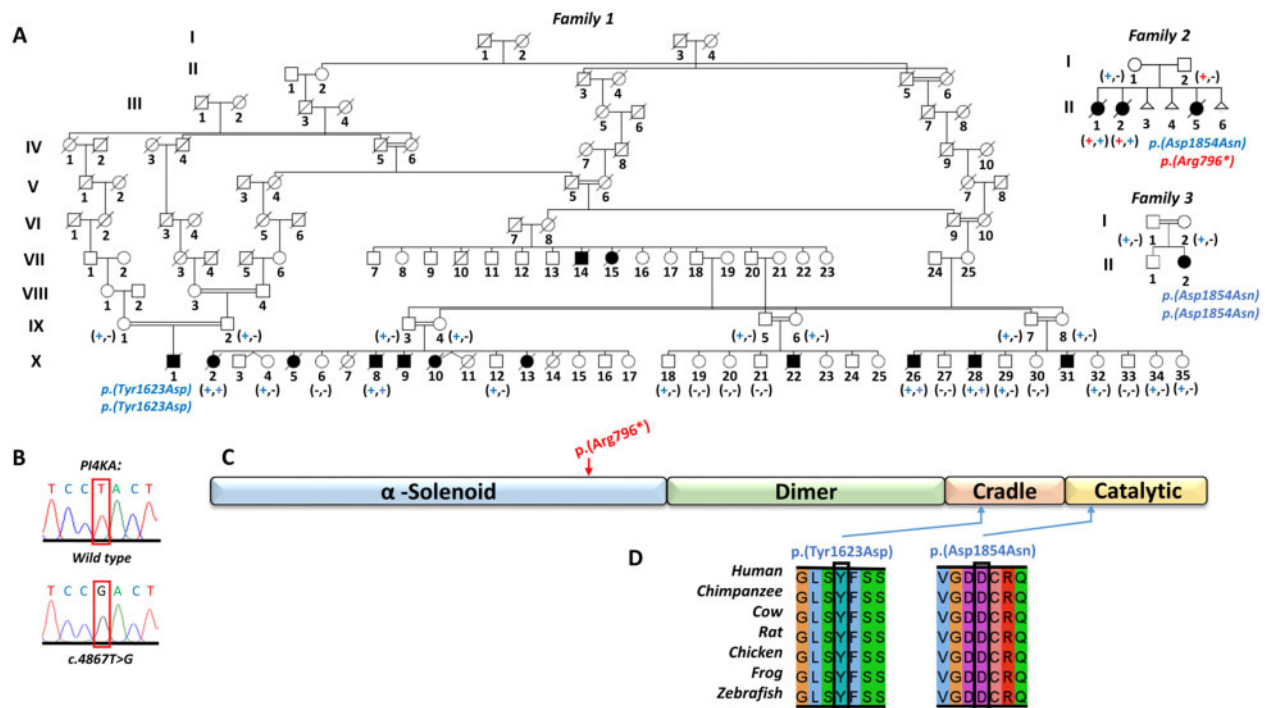 A
Family 1
I
1 2 3 4
II
1 2 3 4 5 6
III
1 2 3 4 5 6 7 8
IV
1 2 3 4 5 6 7 8 9 10
V
1 2 3 4 5 6 7 8
VI
1 2 3 4 5 6 7 8 9 10
VII
1 2 3 4 5 6 7 8 9 10 11 12 13 14 15 16 17 18 19 20 21 22 23 24 25
VIII
1 2 3 4
IX
(+,-) 1 2 (+,-) (+,-) 3 4 (+,-) (+,-) 5 6 (+,-) (+,-) 7 8 (+,-)
X
1 2 3 4 5 6 7 8 9 10 11 12 13 14 15 16 17 18 19 20 21 22 23 24 25 26 27 28 29 30 31 32 33 34 35
(+,+) (+,-) (-,-) (+,+) (+,-) (+,-) (-,-) (-,-) (-,-) (+,+) (-,-) (+,+) (+,-) (-,-) (+,-) (-,-) (+,-) (+,-)
p.(Tyr1623Asp)
p.(Tyr1623Asp)
Family 2
I
(+,-) 1 2 (+,-)
II
1 2 3 4 5 6
(+,+) (+,+)
p.(Asp1854Asn)
p.(Arg796*)
Family 3
I
(+,-) 1 2 (+,-)
II
1 2
p.(Asp1854Asn)
p.(Asp1854Asn)
B
PI4KA:
T C C T A C T
Wild type
T C C G A C T
c.4867T>G
C
p.(Arg796*)
α -Solenoid Dimer Cradle Catalytic
D
p.(Tyr1623Asp) p.(Asp1854Asn)
Human G L S Y F S S V G D D C R Q
Chimpanzee G L S Y F S S V G D D C R Q
Cow G L S Y F S S V G D D C R Q
Rat G L S Y F S S V G D D C R Q
Chicken G L S Y F S S V G D D C R Q
Frog G L S Y F S S V G D D C R Q
Zebrafish G L S Y F S S V G D D C R Q